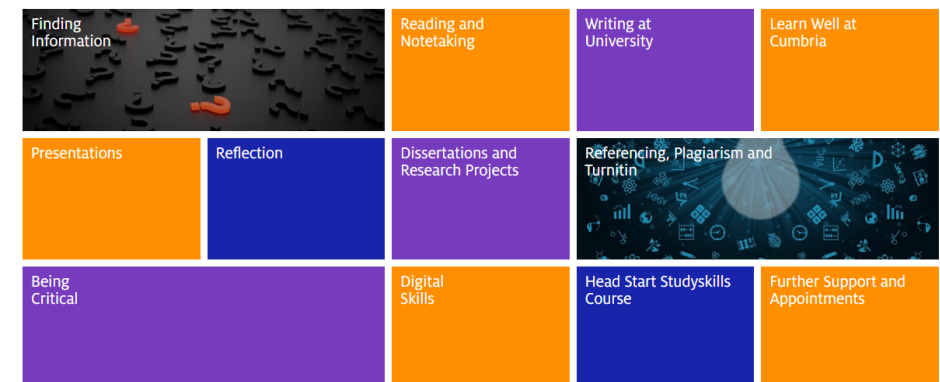 Finding
Information
Reading and
Notetaking
Writing at
University
Learn Well at
Cumbria
Presentations
Reflection
Dissertations and
Research Projects
Referencing, Plagiarism and
Turnitin
Being
Critical
Digital
Skills
Head Start Studyskills
Course
Further Support and
Appointments